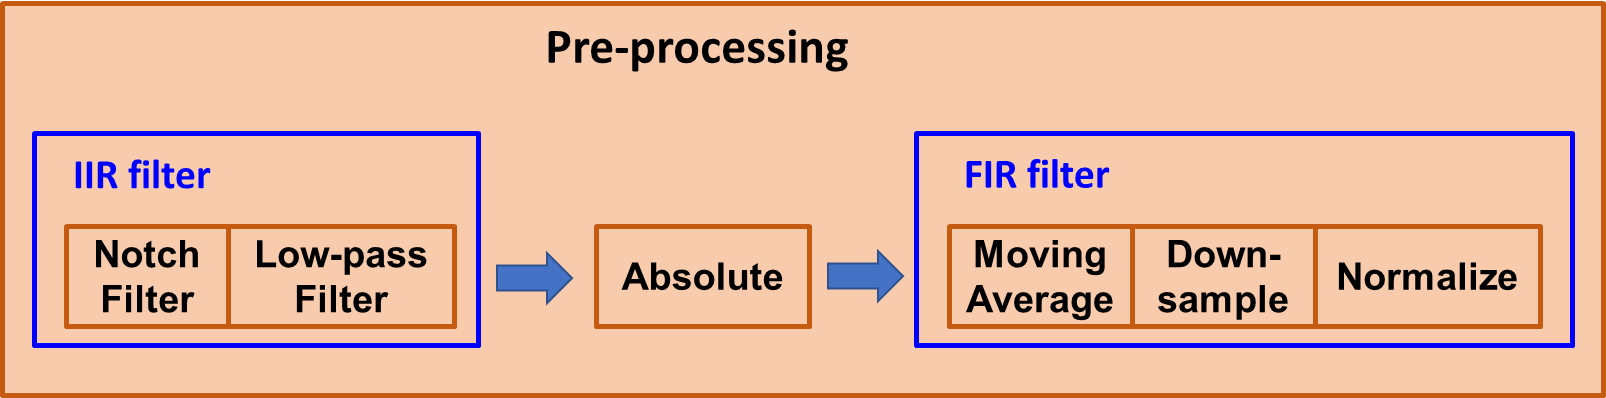 Pre-processing
IIR filter
Notch
Filter
Low-pass
Filter
Absolute
FIR filter
Moving
Average
Down-
sample
Normalize